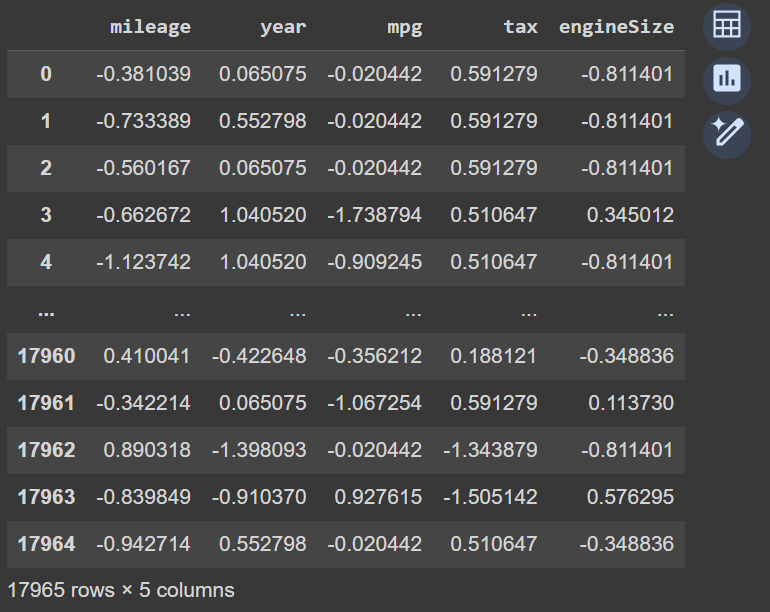 mileage year mpg tax engineSize
0 -0.381039 0.065075 -0.020442 0.591279 -0.811401
1 -0.733389 0.552798 -0.020442 0.591279 -0.811401
2 -0.560167 0.065075 -0.020442 0.591279 -0.811401
3 -0.662672 1.040520 -1.738794 0.510647 0.345012
4 -1.123742 1.040520 -0.909245 0.510647 -0.811401
... ... ... ... ... ...
17960 0.410041 -0.422648 -0.356212 0.188121 -0.348836
17961 -0.342214 0.065075 -1.067254 0.591279 0.113730
17962 0.890318 -1.398093 -0.020442 -1.343879 -0.811401
17963 -0.839849 -0.910370 0.927615 -1.505142 0.576295
17964 -0.942714 0.552798 -0.020442 0.510647 -0.348836
17965 rows × 5 columns